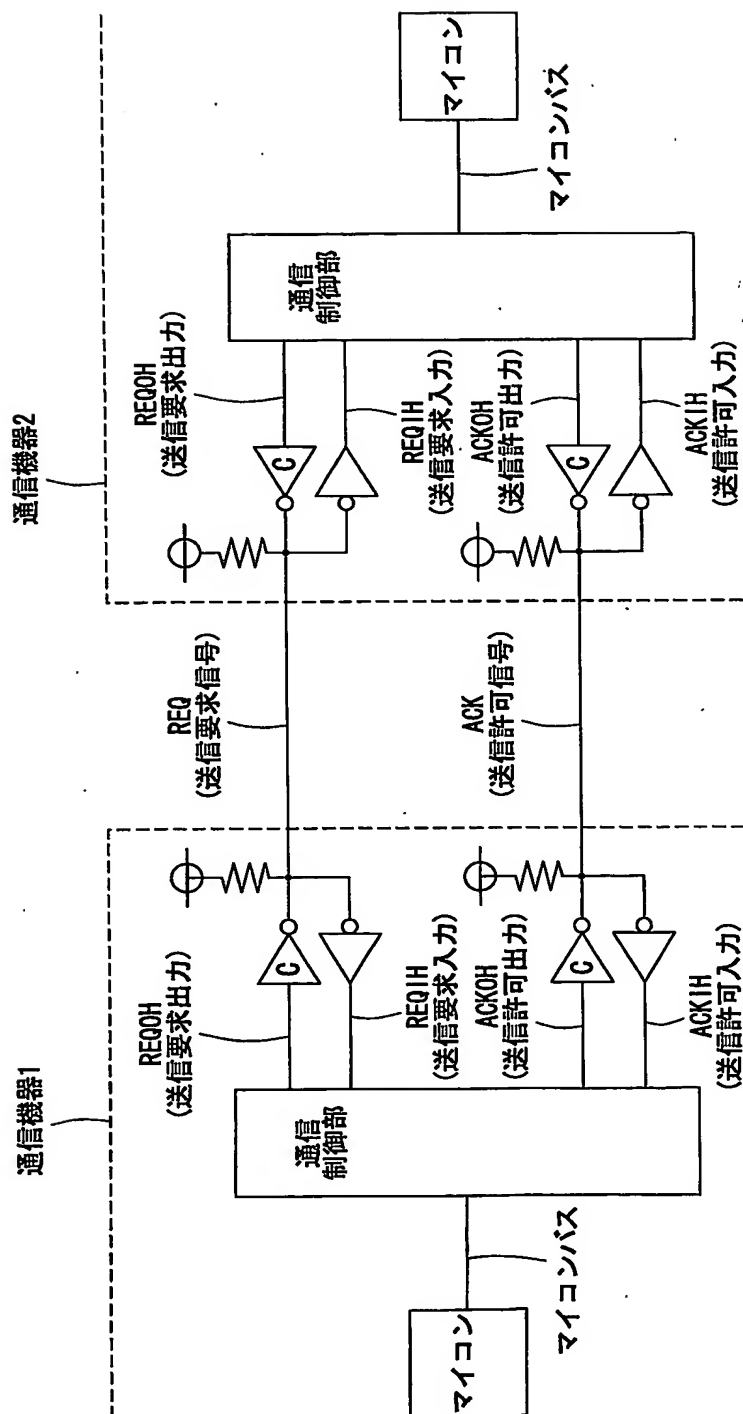 通信機器1
マイコン
マイコンバス
通信
制御部
REQOH
(送信要求出力)
REQIH
(送信要求入力)
ACKOH
(送信許可出力)
ACKIH
(送信許可入力)
C
C
REQ
(送信要求信号)
ACK
(送信許可信号)
通信機器2
REQOH
(送信要求出力)
REQIH
(送信要求入力)
ACKOH
(送信許可出力)
ACKIH
(送信許可入力)
C
C
通信
制御部
マイコンバス
マイコン